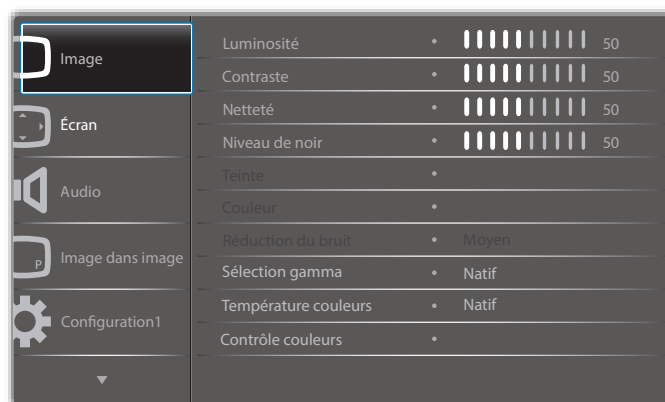 Image
Écran
Audio
P
Image dans image
Configuration1
Luminosité • 50
Contraste • 50
Netteté • 50
Niveau de noir • 50
Teinte •
Couleur •
Réduction du bruit • Moyen
Sélection gamma • Natif
Température couleurs • Natif
Contrôle couleurs •